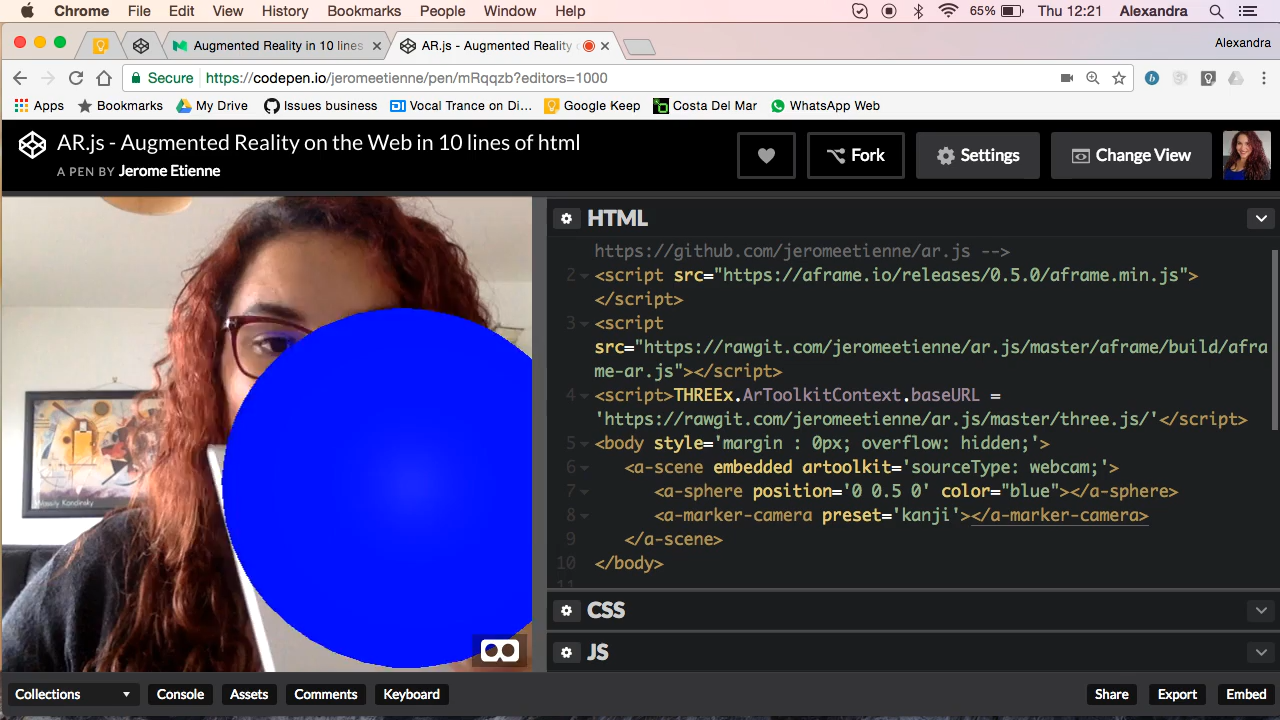 Chrome File Edit View History Bookmarks People Window Help 65% Thu 12:21 Alexandra
Augmented Reality in 10 lines AR.js - Augmented Reality Alexandra
Secure https://codepen.io/jeromeetienne/pen/mRqqzb?editors=1000
Apps Bookmarks My Drive Issues business Vocal Trance on Di... Google Keep Costa Del Mar WhatsApp Web
AR.js - Augmented Reality on the Web in 10 lines of html
A PEN BY Jerome Etienne
Fork Settings Change View
HTML
https://github.com/jeromeetienne/ar.js -->
2 <script src="https://aframe.io/releases/0.5.0/aframe.min.js">
</script>
3 <script
src="https://rawgit.com/jeromeetienne/ar.js/master/aframe/build/afra
me-ar.js"></script>
4 <script>THREEx.ArToolkitContext.baseURL =
'https://rawgit.com/jeromeetienne/ar.js/master/three.js/'</script>
5 <body style='margin : 0px; overflow: hidden;'>
6 <a-scene embedded artoolkit='sourceType: webcam;'>
7 <a-sphere position='0 0.5 0' color="blue"></a-sphere>
8 <a-marker-camera preset='kanji'></a-marker-camera>
9 </a-scene>
10 </body>
11
Wassily Kandinsky
CSS
JS
Collections Console Assets Comments Keyboard Share Export Embed